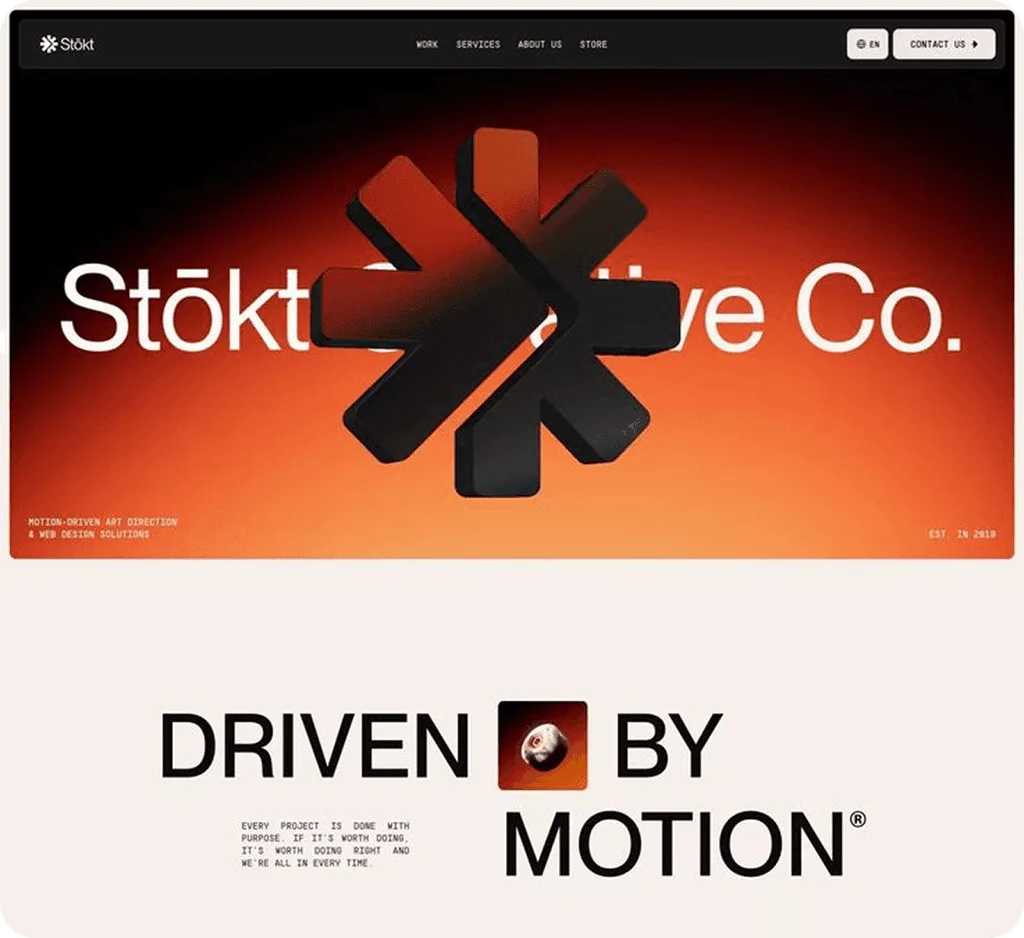 Stōkt
WORK SERVICES ABOUT US STORE
EN
CONTACT US
Stōkt Co.
MOTION-DRIVEN ART DIRECTION
& WEB DESIGN SOLUTIONS
EST. IN
DRIVEN BY
MOTION®
EVERY PROJECT IS DONE WITH
PURPOSE. IF IT'S WORTH DOING,
IT'S WORTH DOING RIGHT AND
WE'RE ALL IN EVERY TIME.